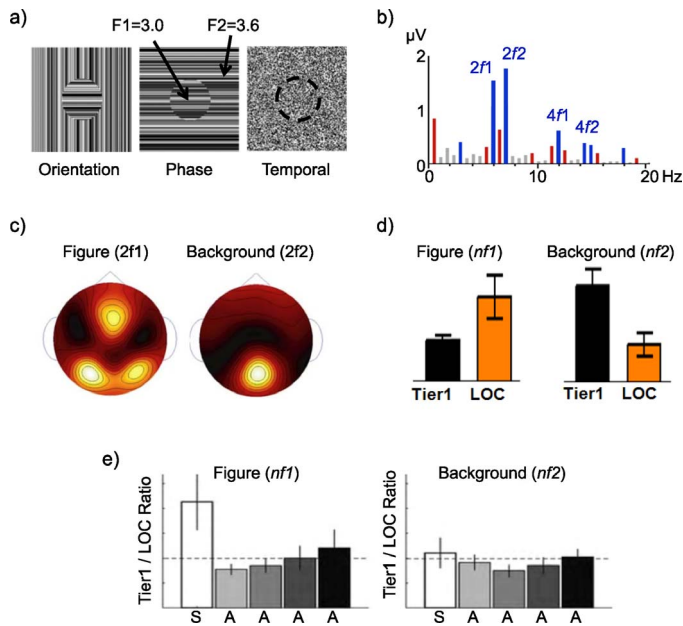 a)
F1=3.0
F2=3.6
Orientation
Phase
Temporal
b)
µV
2
1
0
2f1
2f2
4f1
4f2
0
10
20
Hz
c)
Figure (2f1)
Background (2f2)
d)
Figure (nf1)
Background (nf2)
Tier1
LOC
Tier1
LOC
e)
Figure (nf1)
Background (nf2)
Tier1 / LOC Ratio
S A A A A
Tier1 / LOC Ratio
S A A A A